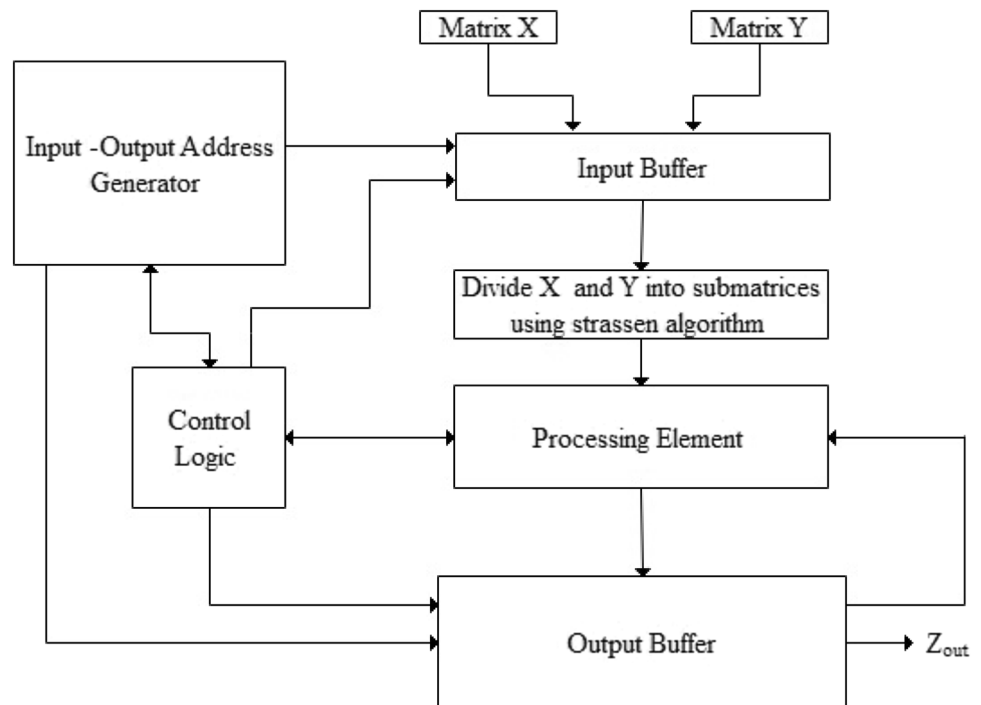 Matrix X
Matrix Y
Input -Output Address
Generator
Input Buffer
Divide X and Y into submatrices
using strassen algorithm
Control
Logic
Processing Element
Output Buffer
Zout